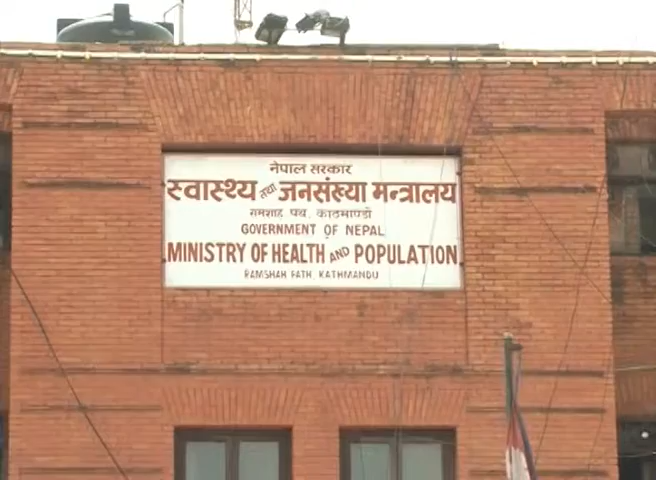 नेपाल सरकार
स्वास्थ्य तथा जनसंख्या मन्त्रालय
रामशाह पथ, काठमाण्डौ
GOVERNMENT OF NEPAL
MINISTRY OF HEALTH AND POPULATION
RAMSHAH PATH, KATHMANDU